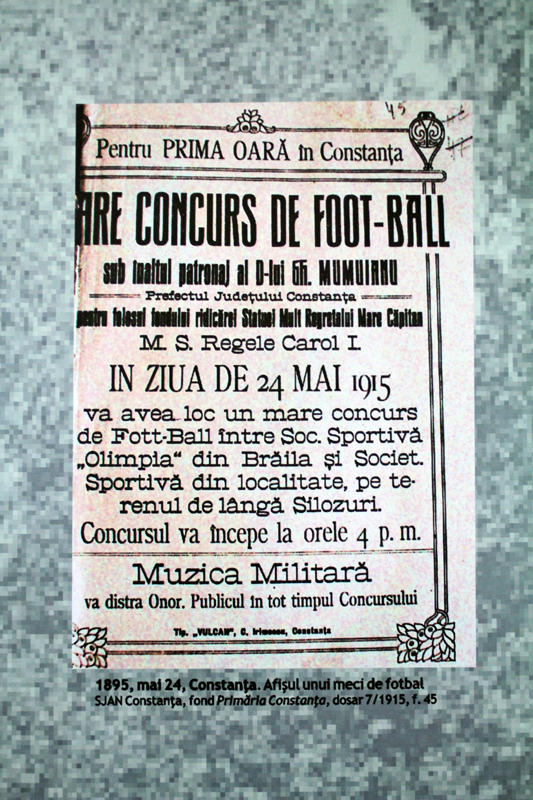 45
Pentru PRIMA OARĂ în Constanța
ARE CONCURS DE FOOT-BALL
sub înaltul patronaj al D-lui Gh. MUMUIANU
Prefectul Județului Constanța
pentru folosul fondului ridicărei Statuei Mult Regretului Mare Căpitan
M. S. Regele Carol I.
IN ZIUA DE 24 MAI 1915
va avea loc un mare concurs
de Fott-Ball între Soc. Sportivă
„Olimpia“ din Brăila și Societ.
Sportivă din localitate, pe te-
renul de lângă Silozuri.
Concursul va începe la orele 4 p. m.
Muzica Militară
va distra Onor. Publicul în tot timpul Concursului
Tip. „VULCAN“, C. Irimescu, Constanța
1895, mai 24, Constanța. Afișul unui meci de fotbal
SJAN Constanța, fond Primăria Constanța, dosar 7/1915, f. 45